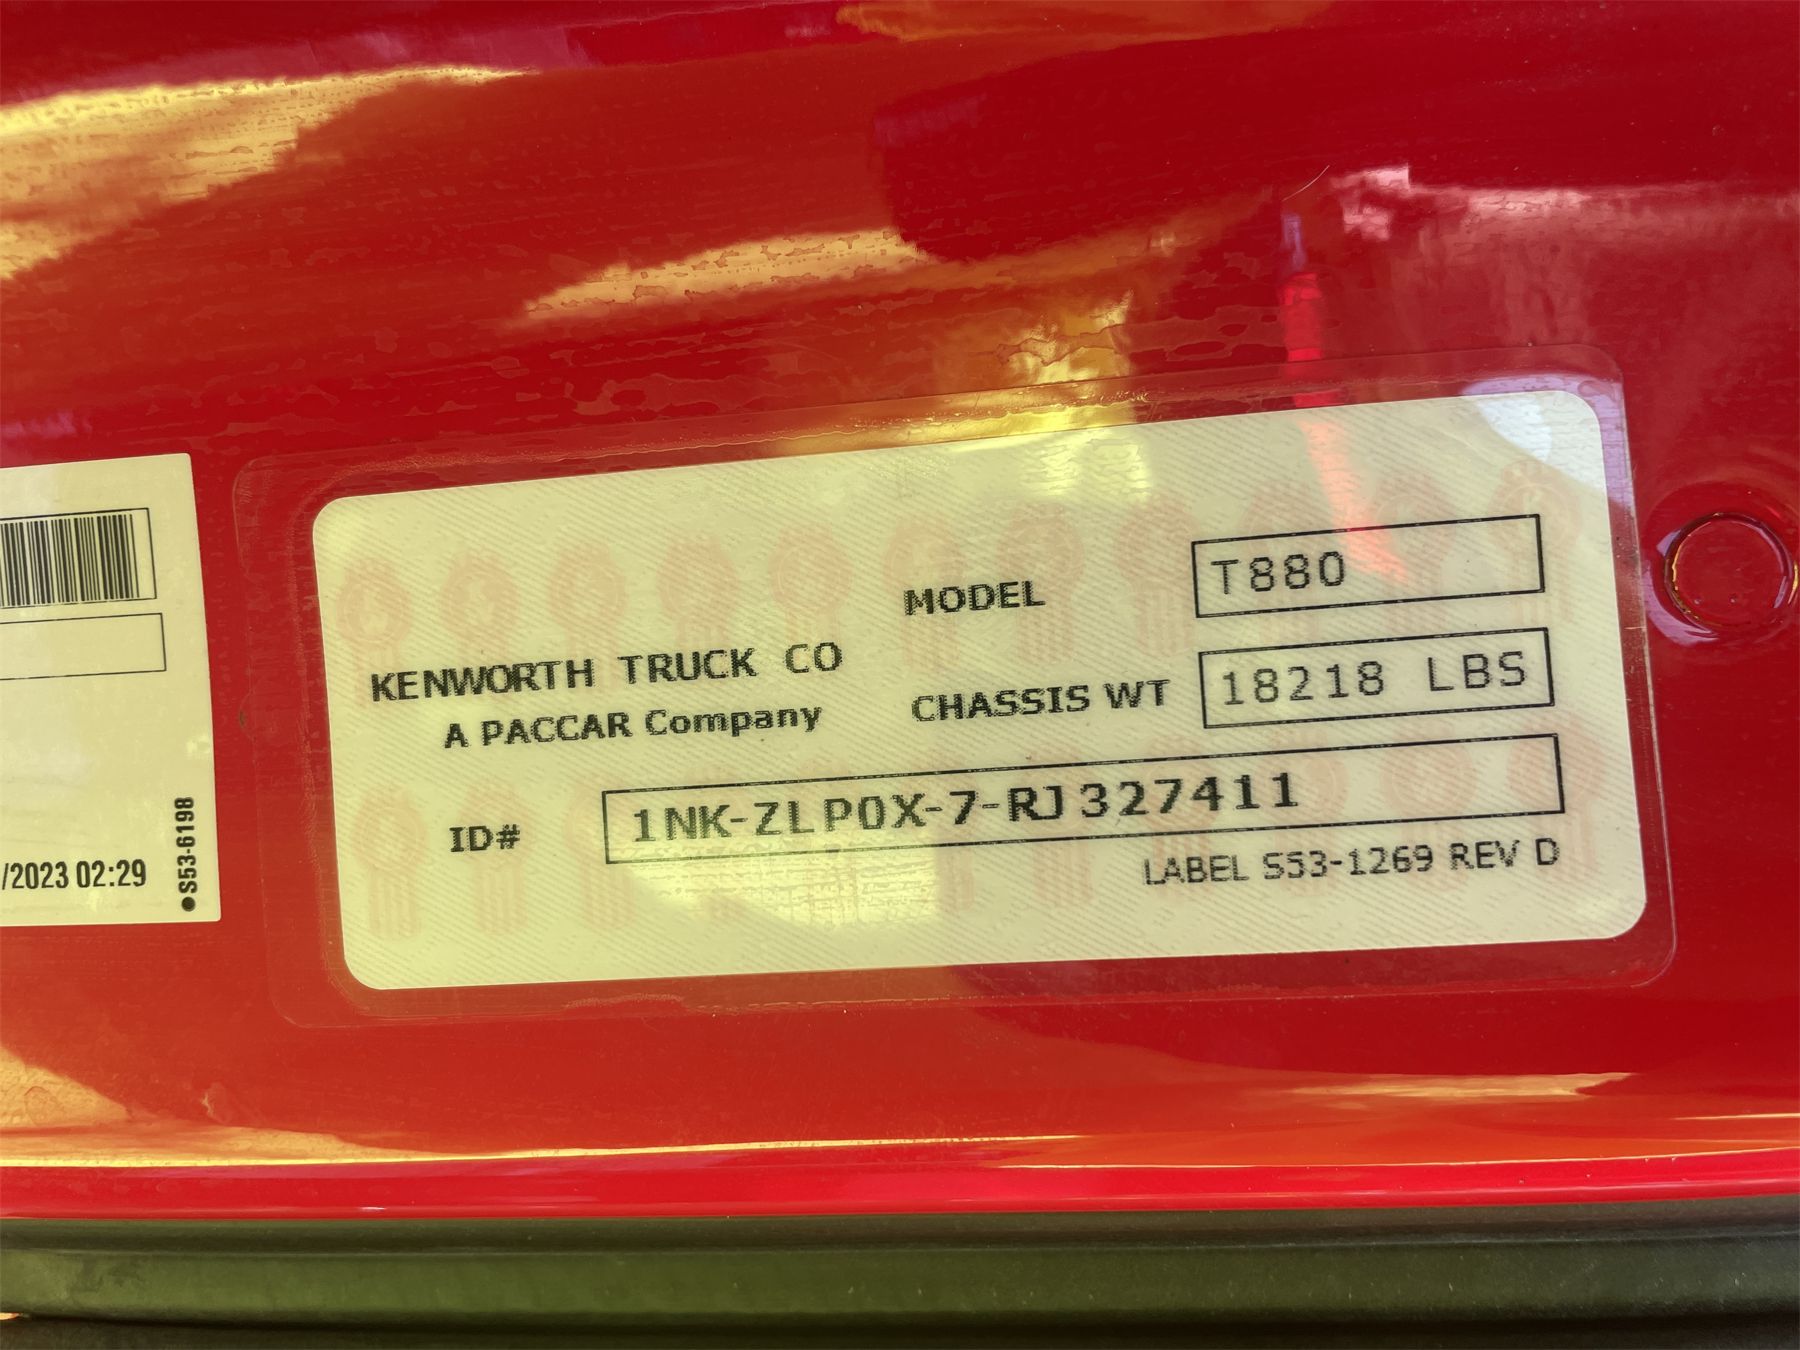 MODEL T880
KENWORTH TRUCK CO
A PACCAR Company
CHASSIS WT 18218 LBS
ID# 1NK-ZLP0X-7-RJ327411
LABEL S53-1269 REV D
/2023 02:29
●S53-6198